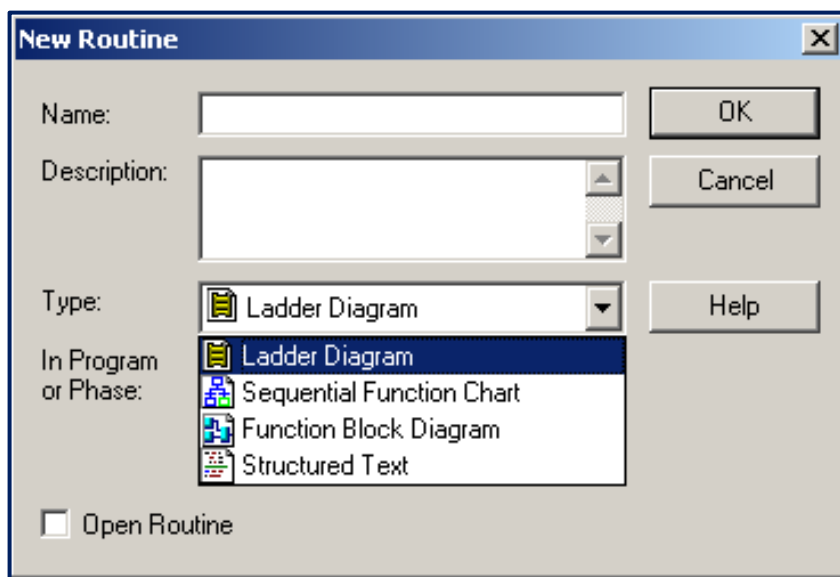 New Routine
Name:
OK
Description:
Cancel
Type:
Ladder Diagram
Help
In Program
or Phase:
Ladder Diagram
Sequential Function Chart
Function Block Diagram
Structured Text
Open Routine